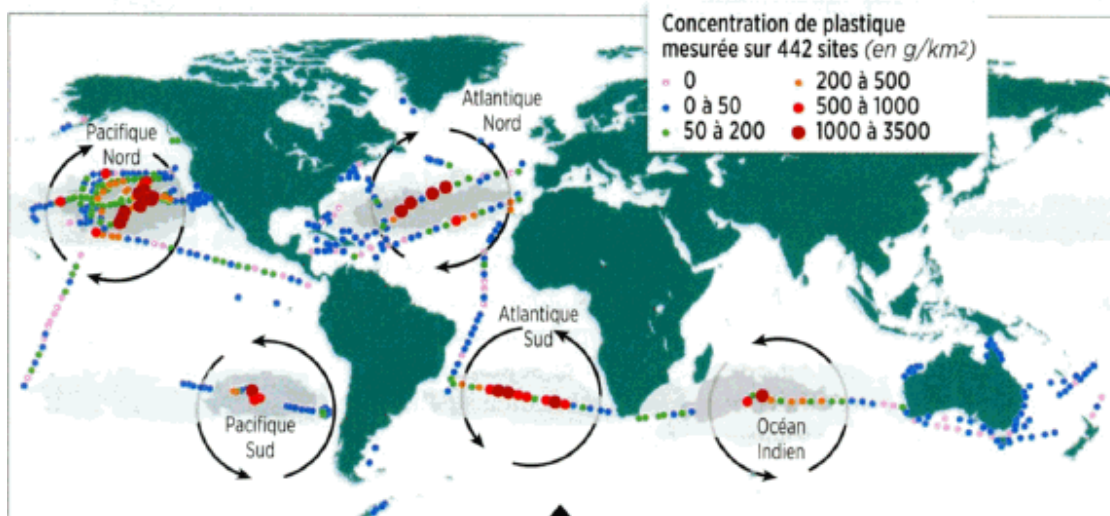 Concentration de plastique
mesurée sur 442 sites (en g/km²)
0
0 à 50
50 à 200
200 à 500
500 à 1000
1000 à 3500
Pacifique
Nord
Atlantique
Nord
Atlantique
Sud
Pacifique
Sud
Océan
Indien